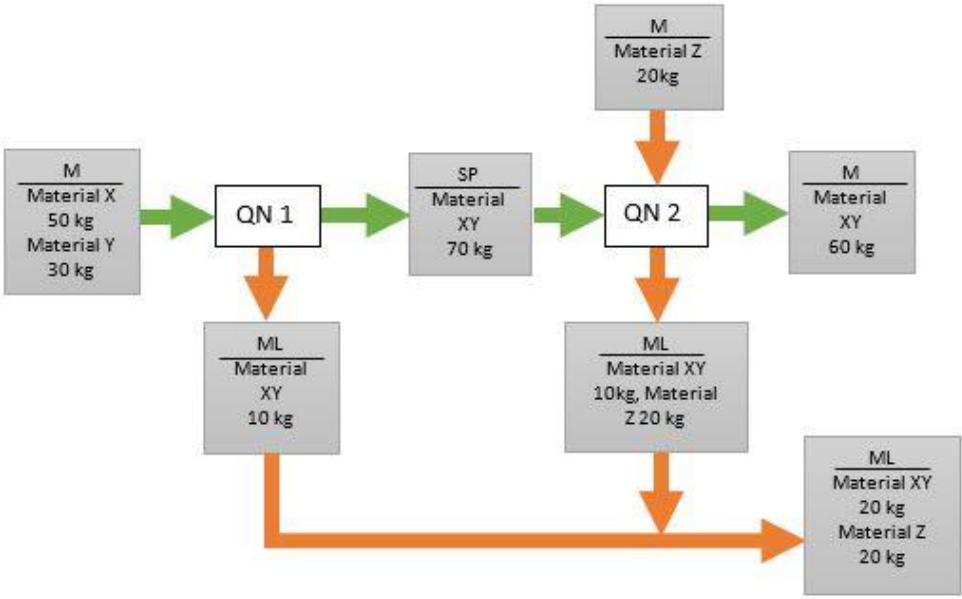 M
Material Z
20kg
M
Material X
50 kg
Material Y
30 kg
QN 1
SP
Material
XY
70 kg
QN 2
M
Material
XY
60 kg
ML
Material
XY
10 kg
ML
Material XY
10kg, Material
Z 20 kg
ML
Material XY
20 kg
Material Z
20 kg